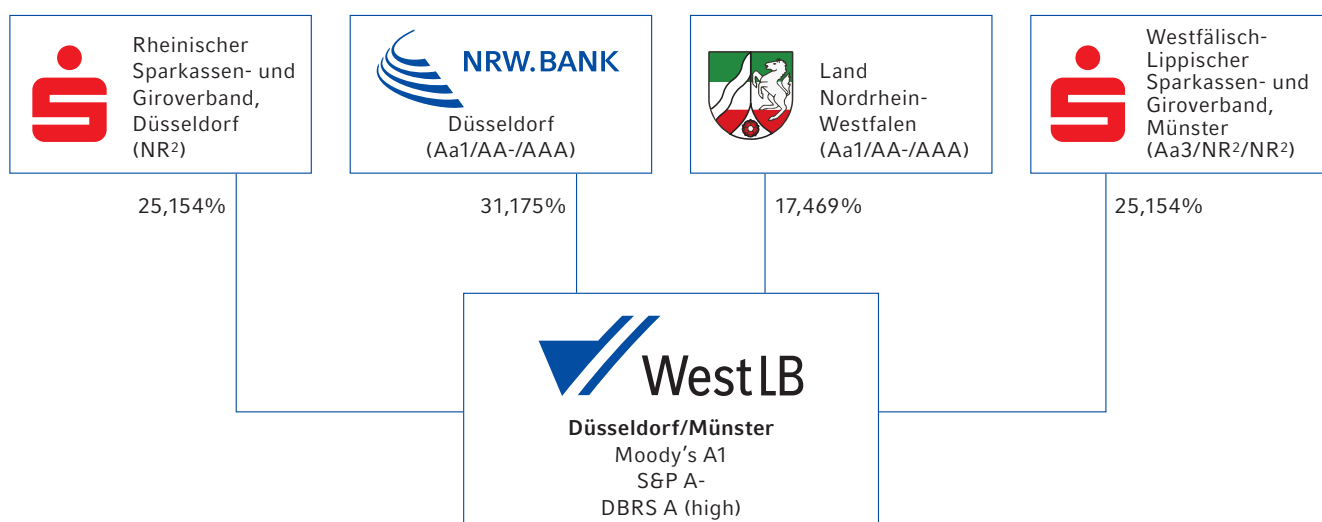 Rheinischer
Sparkassen- und
Giroverband,
Düsseldorf
(NR²)
NRW.BANK
Düsseldorf
(Aa1/AA-/AAA)
Land
Nordrhein-
Westfalen
(Aa1/AA-/AAA)
Westfälisch-
Lippischer
Sparkassen- und
Giroverband,
Münster
(Aa3/NR²/NR²)
25,154%
31,175%
17,469%
25,154%
WestLB
Düsseldorf/Münster
Moody’s A1
S&P A-
DBRS A (high)